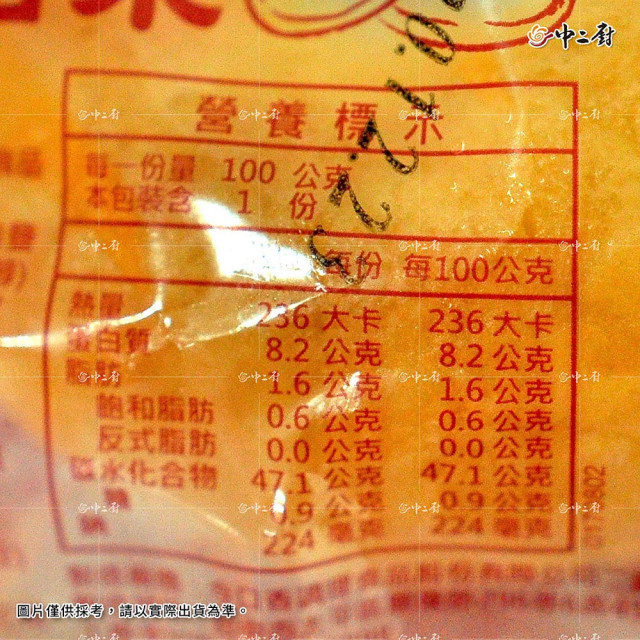 中二廚
營養標示
每一份量 100 公克
本包裝含 1 份
每份 每100公克
熱量 236 大卡 236 大卡
蛋白質 8.2 公克 8.2 公克
脂肪 1.6 公克 1.6 公克
飽和脂肪 0.6 公克 0.6 公克
反式脂肪 0.0 公克 0.0 公克
碳水化合物 47.1 公克 47.1 公克
糖 0.9 公克 0.9 公克
鈉 224 毫克 224 毫克
圖片僅供採考，請以實際出貨為準。